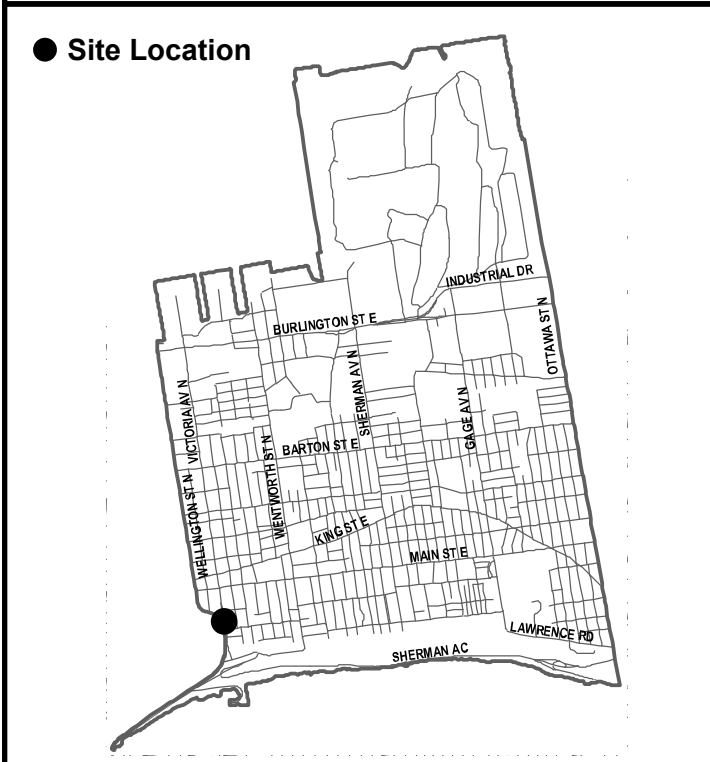 Site Location
INDUSTRIAL DR
BURLINGTON ST E
OTTAWA ST N
SHERMAN AV N
VICTORIA AV N
GAGE AV N
BARTON ST E
WENTWORTH ST N
WELLINGTON ST N
KING ST E
MAIN ST E
LAWRENCE RD
SHERMAN AC